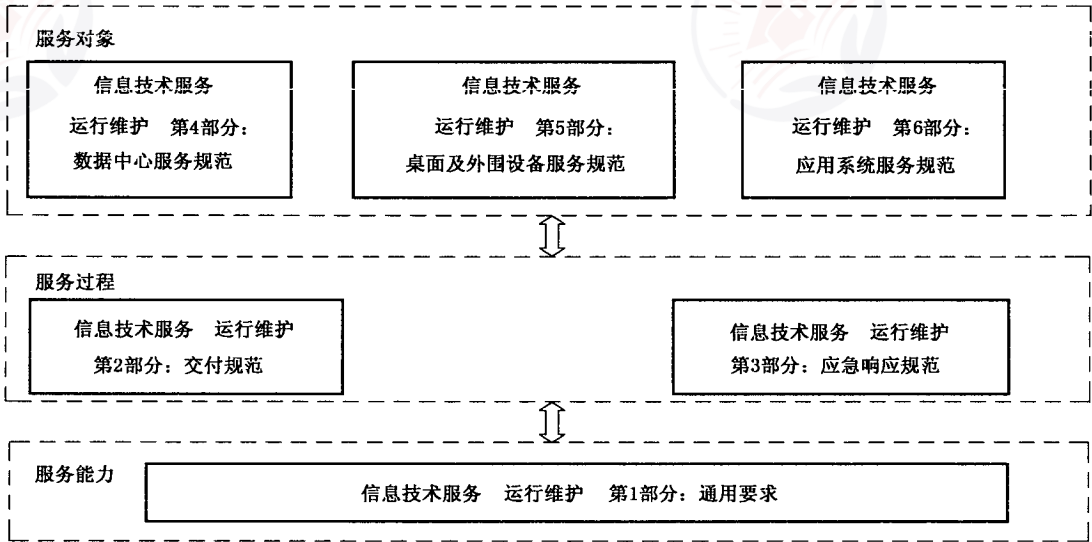 服务对象
信息技术服务
运行维护 第4部分:
数据中心服务规范
信息技术服务
运行维护 第5部分:
桌面及外围设备服务规范
信息技术服务
运行维护 第6部分:
应用系统服务规范
服务过程
信息技术服务 运行维护
第2部分: 交付规范
信息技术服务 运行维护
第3部分: 应急响应规范
服务能力
信息技术服务 运行维护 第1部分: 通用要求